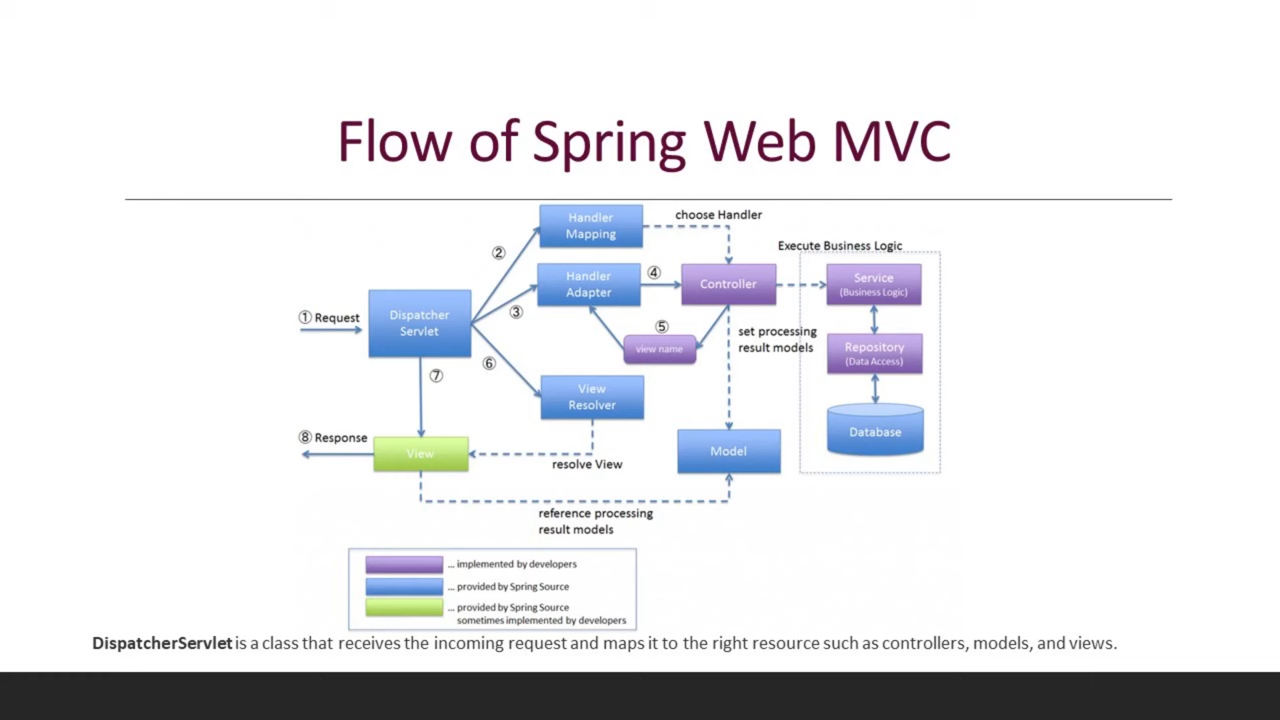 Flow of Spring Web MVC
Handler
Mapping
choose Handler
②
Execute Business Logic
Handler
Adapter
④
Controller
Service
(Business Logic)
③
① Request
Dispatcher
Servlet
⑤
view name
set processing
result models
Repository
(Data Access)
⑥
⑦
View
Resolver
Database
⑧ Response
View
resolve View
Model
reference processing
result models
... implemented by developers
... provided by Spring Source
... provided by Spring Source
sometimes implemented by developers
DispatcherServlet is a class that receives the incoming request and maps it to the right resource such as controllers, models, and views.